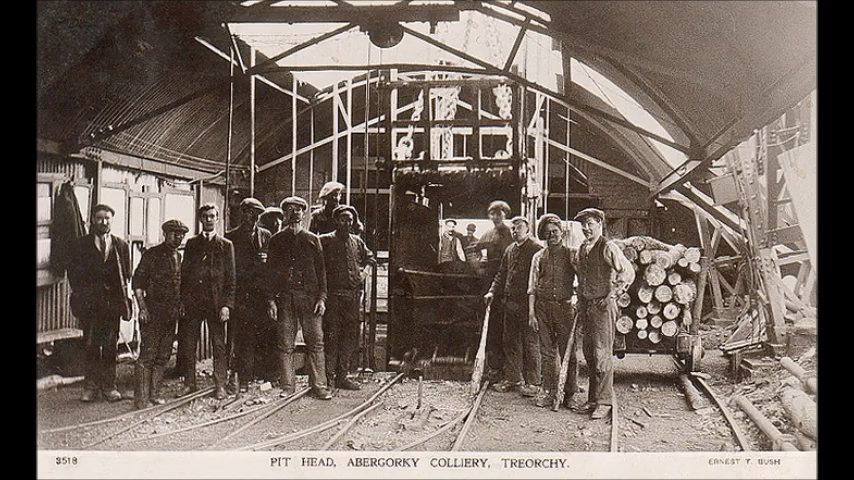 3518 PIT HEAD, ABERGORKY COLLIERY, TREORCHY. ERNEST T. BUSH